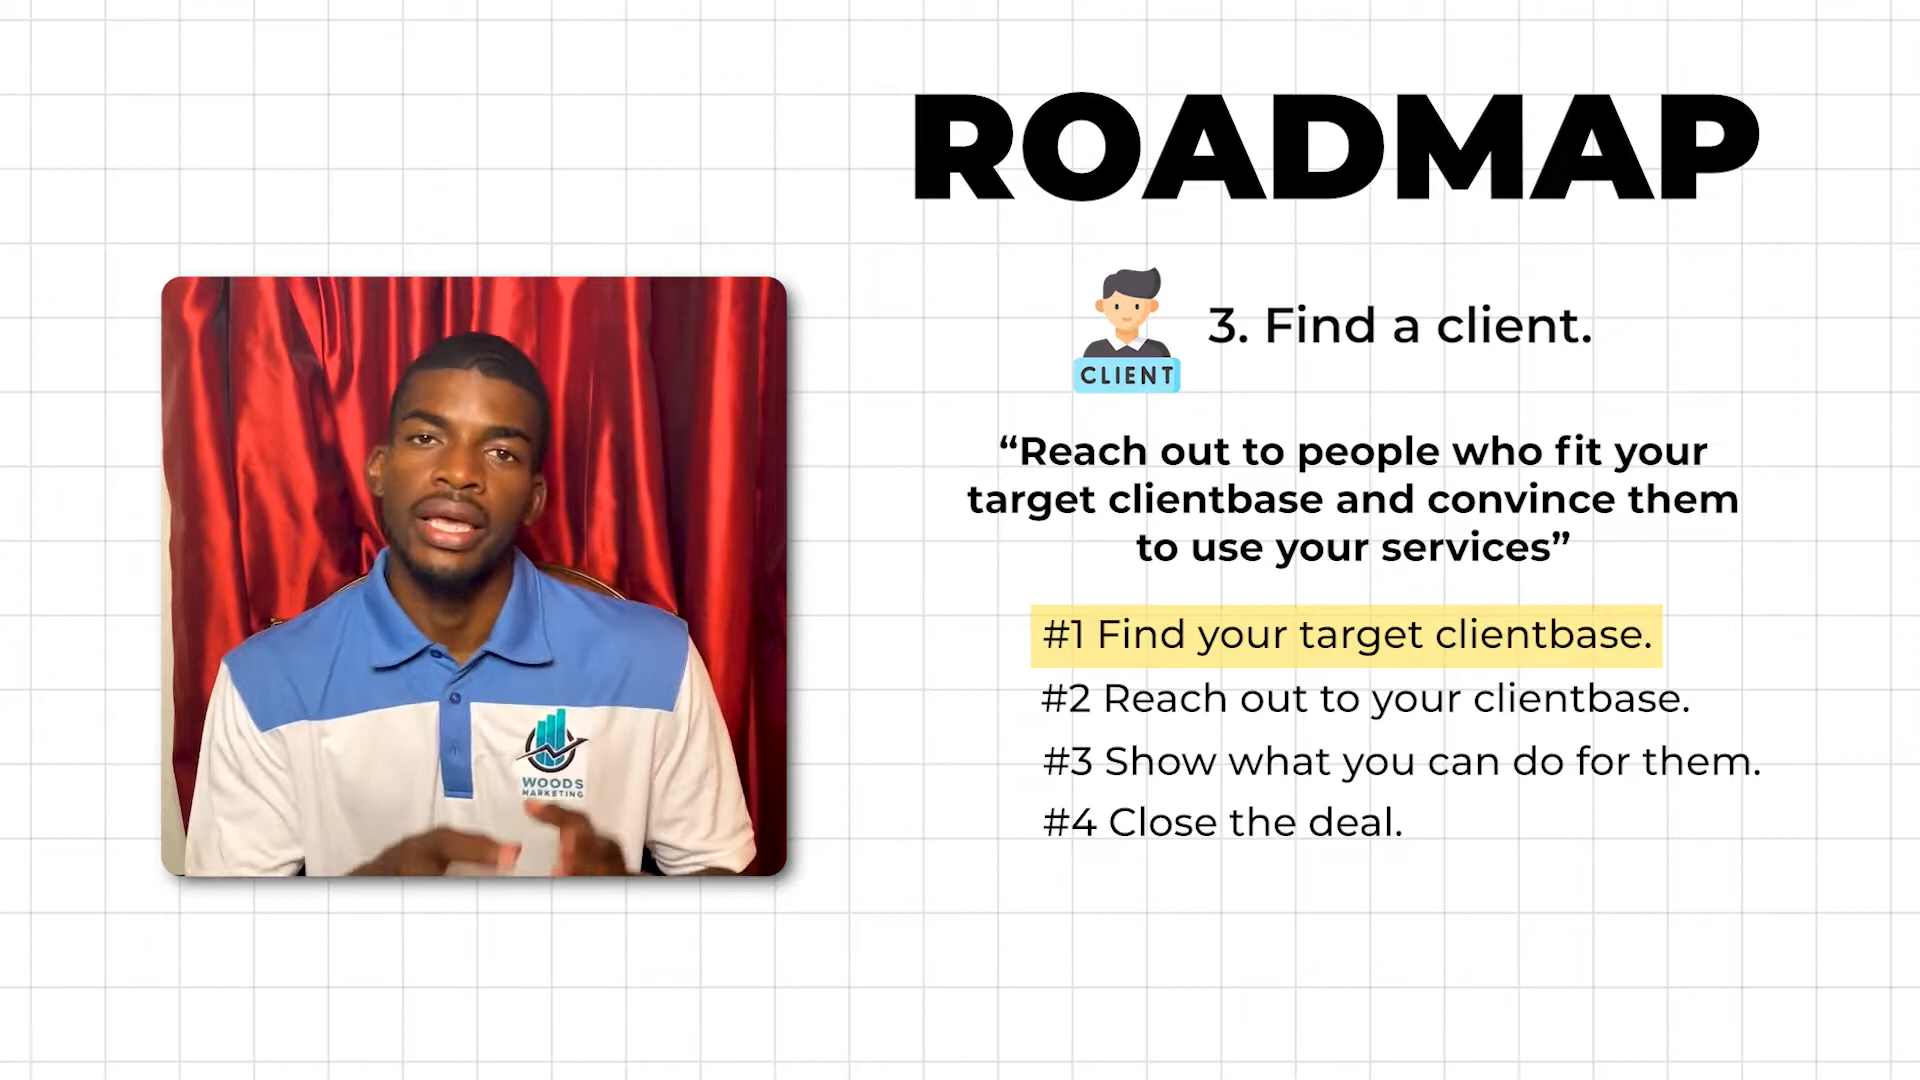 ROADMAP
CLIENT
3. Find a client.
“Reach out to people who fit your
target clientbase and convince them
to use your services”
#1 Find your target clientbase.
#2 Reach out to your clientbase.
#3 Show what you can do for them.
#4 Close the deal.
WOODS
MARKETING